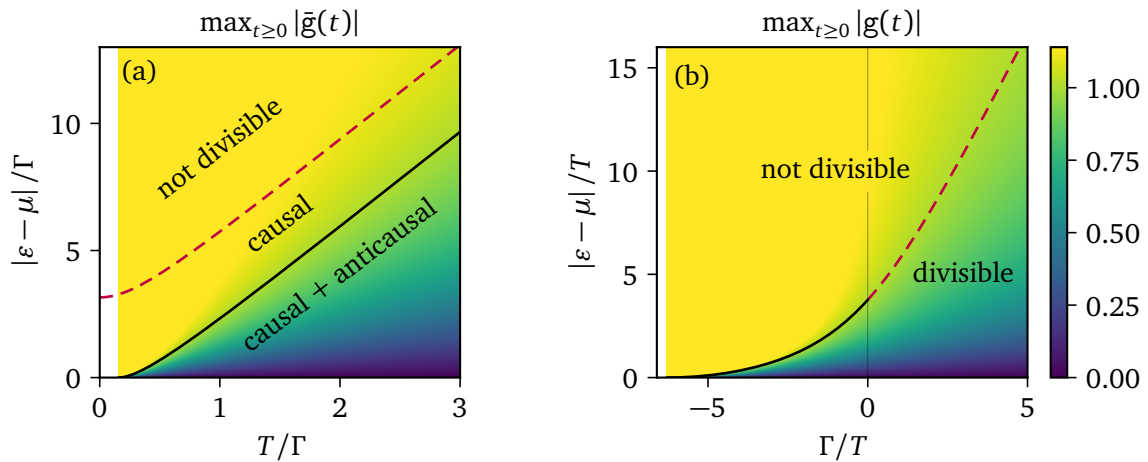 max_{t≥0} |ḡ(t)|
(a)
not divisible
causal
causal + anticausal
|ε − μ|/Γ
10
5
0
0 1 2 3
T/Γ
max_{t≥0} |g(t)|
(b)
not divisible
divisible
|ε − μ|/T
15
10
5
0
−5 0 5
Γ/T
1.00
0.75
0.50
0.25
0.00